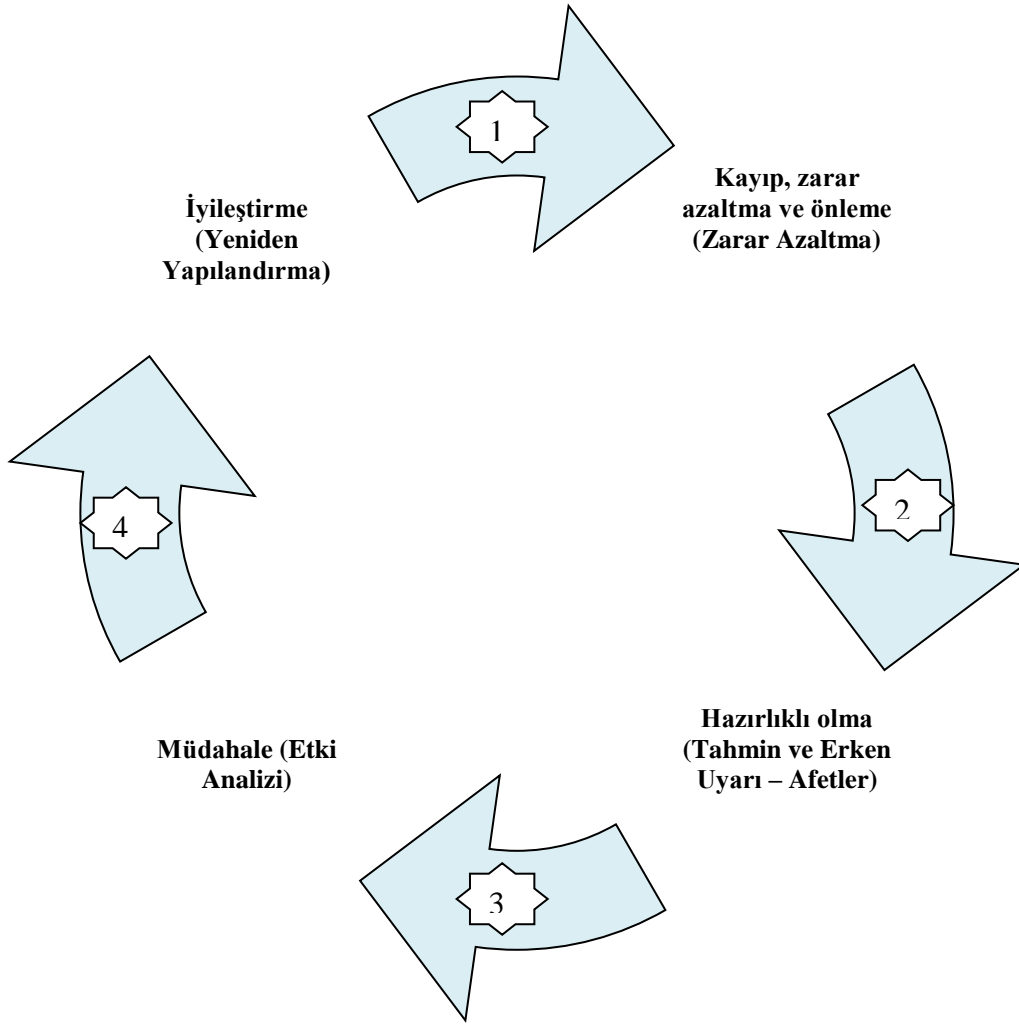 1
Kayıp, zarar
azaltma ve önleme
(Zarar Azaltma)
İyileştirme
(Yeniden
Yapılandırma)
2
4
Hazırlıklı olma
(Tahmin ve Erken
Uyarı – Afetler)
Müdahale (Etki
Analizi)
3